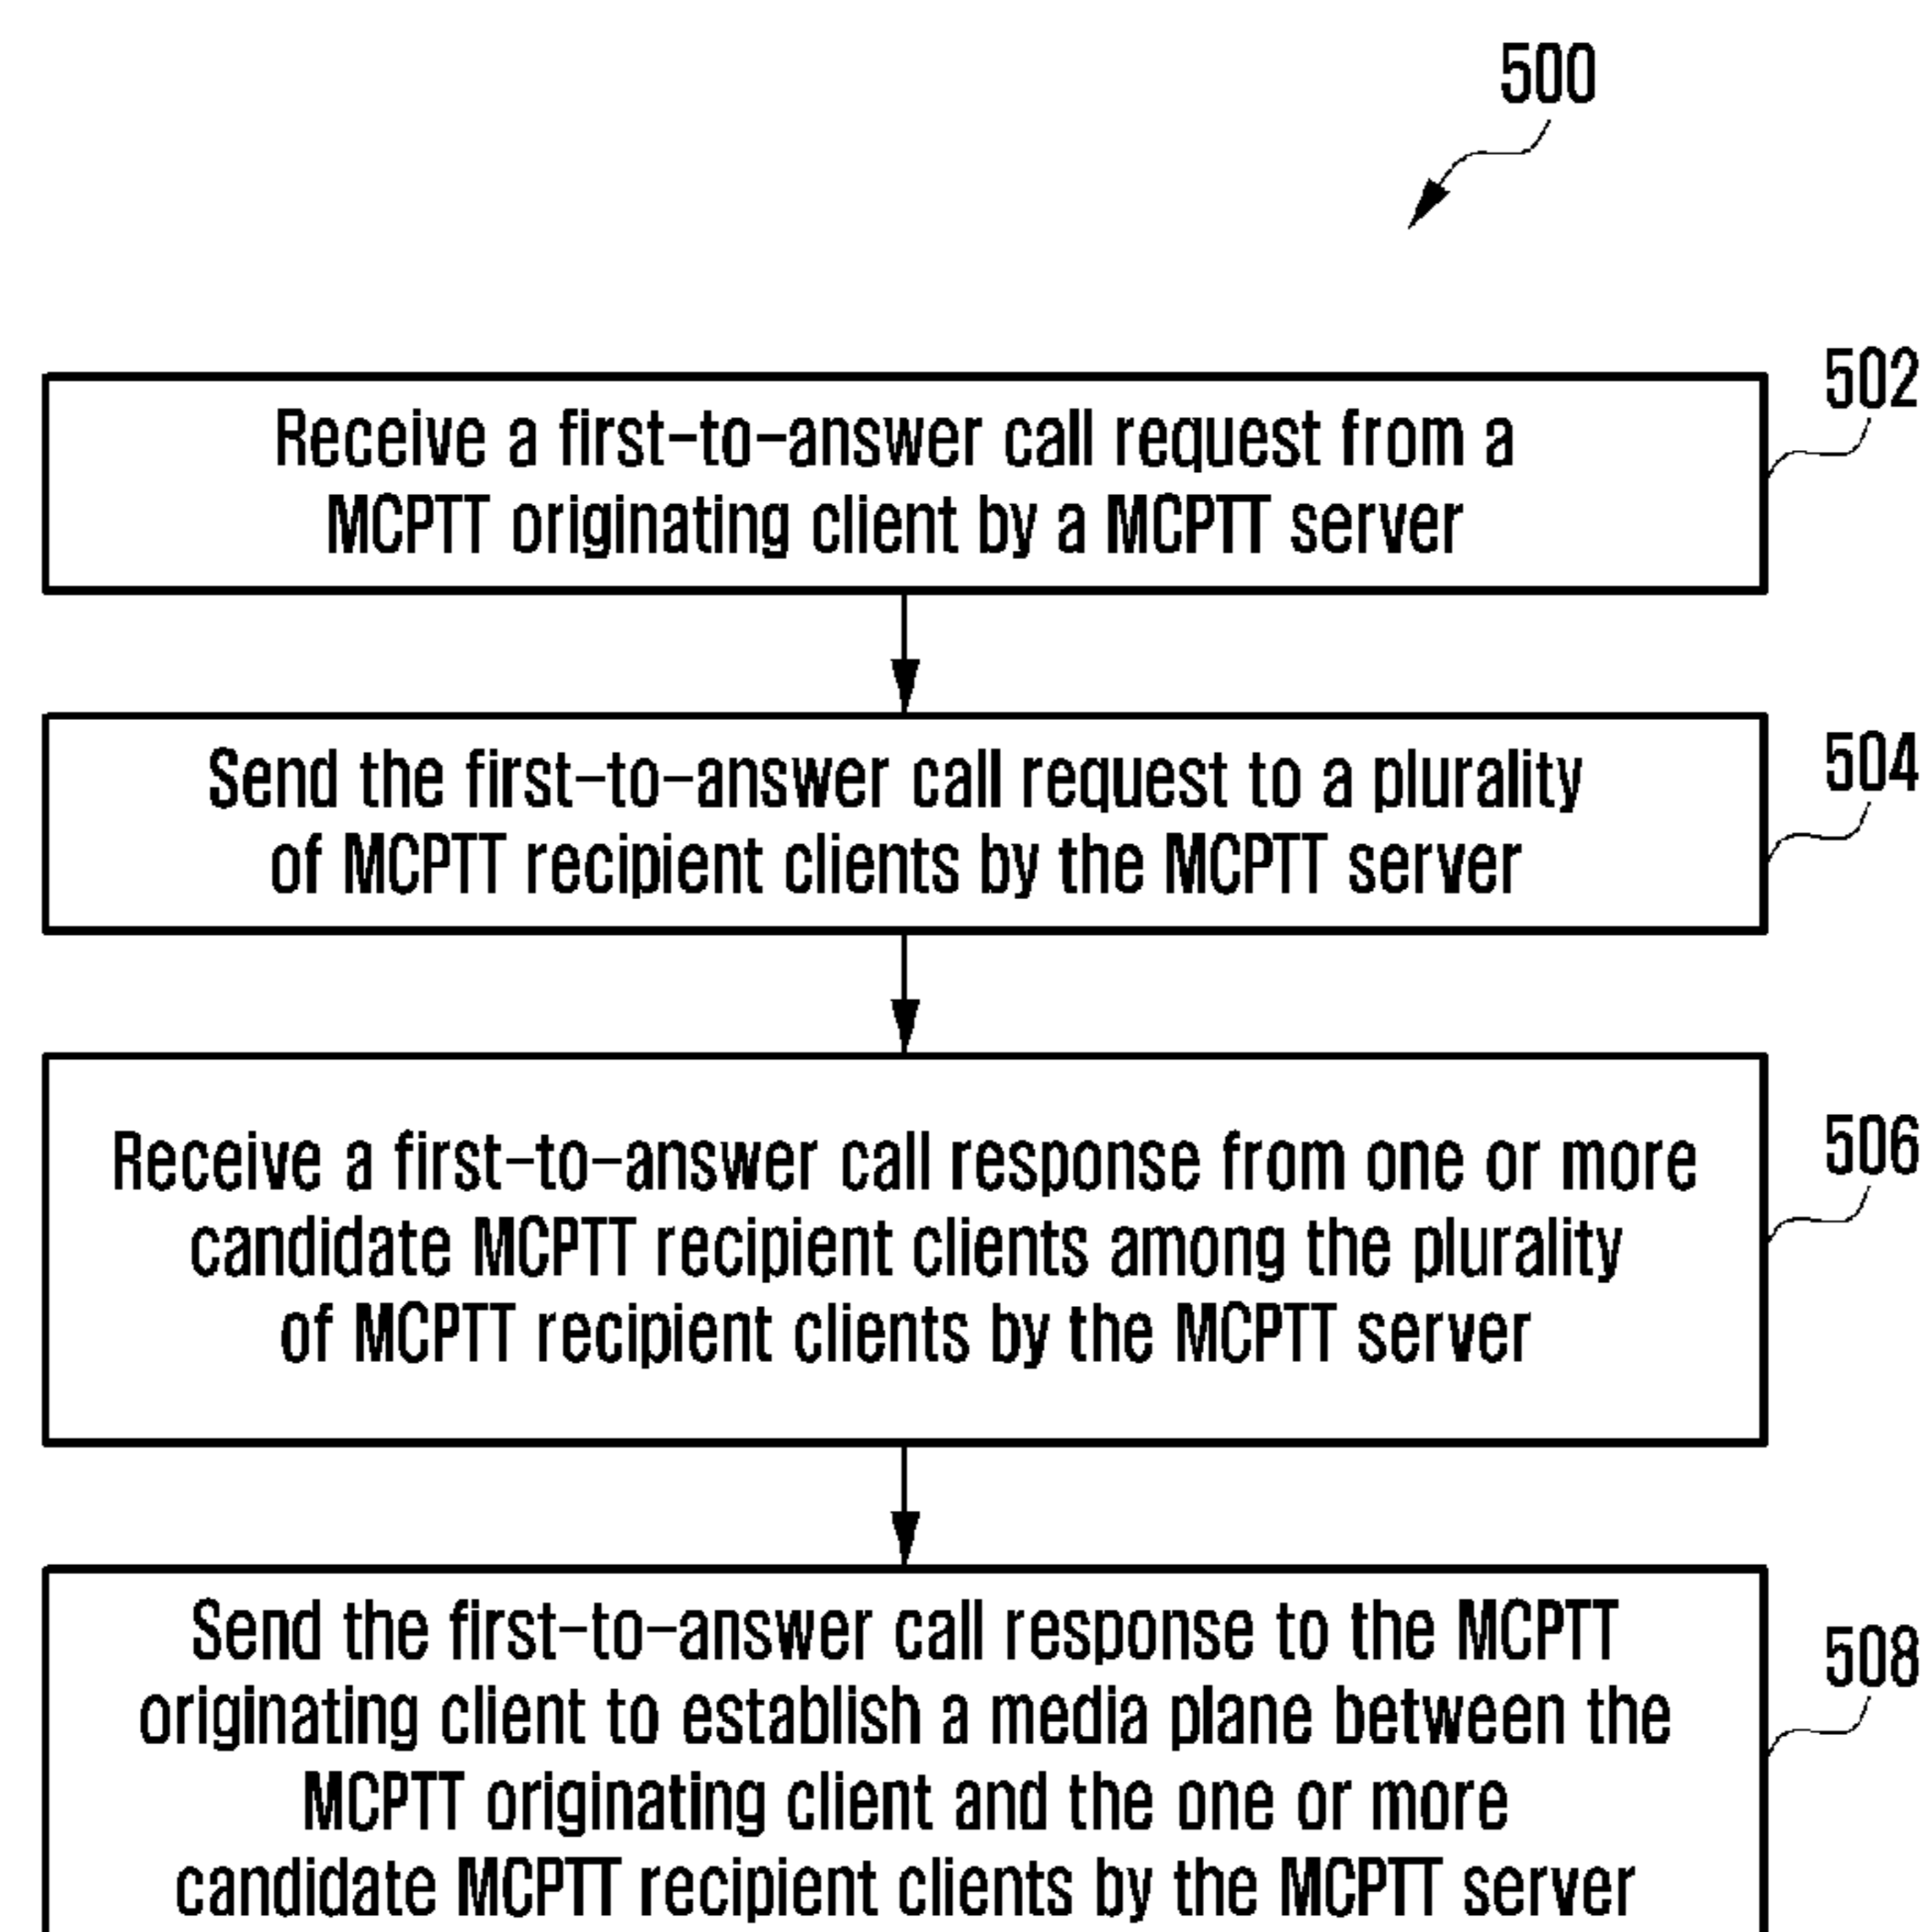 500
502
Receive a first-to-answer call request from a
MCPTT originating client by a MCPTT server
504
Send the first-to-answer call request to a plurality
of MCPTT recipient clients by the MCPTT server
506
Receive a first-to-answer call response from one or more
candidate MCPTT recipient clients among the plurality
of MCPTT recipient clients by the MCPTT server
508
Send the first-to-answer call response to the MCPTT
originating client to establish a media plane between the
MCPTT originating client and the one or more
candidate MCPTT recipient clients by the MCPTT server